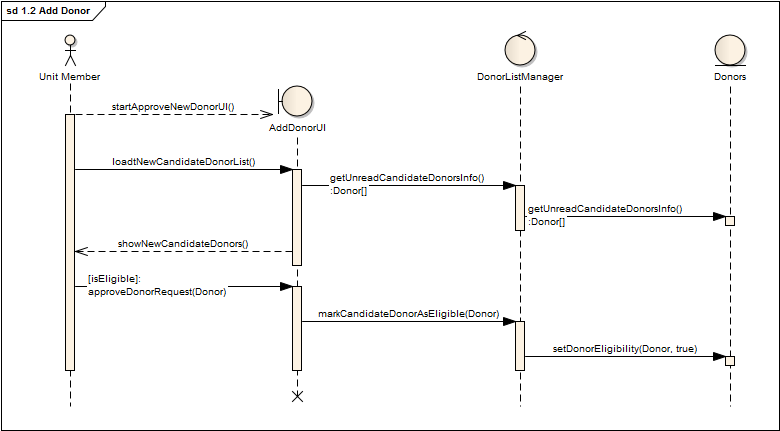 sd 1.2 Add Donor
Unit Member
DonorListManager
Donors
startApproveNewDonorUI()
AddDonorUI
loadtNewCandidateDonorList()
getUnreadCandidateDonorsInfo()
:Donor[]
getUnreadCandidateDonorsInfo()
:Donor[]
showNewCandidateDonors()
[isEligible]:
approveDonorRequest(Donor)
markCandidateDonorAsEligible(Donor)
setDonorEligibility(Donor, true)